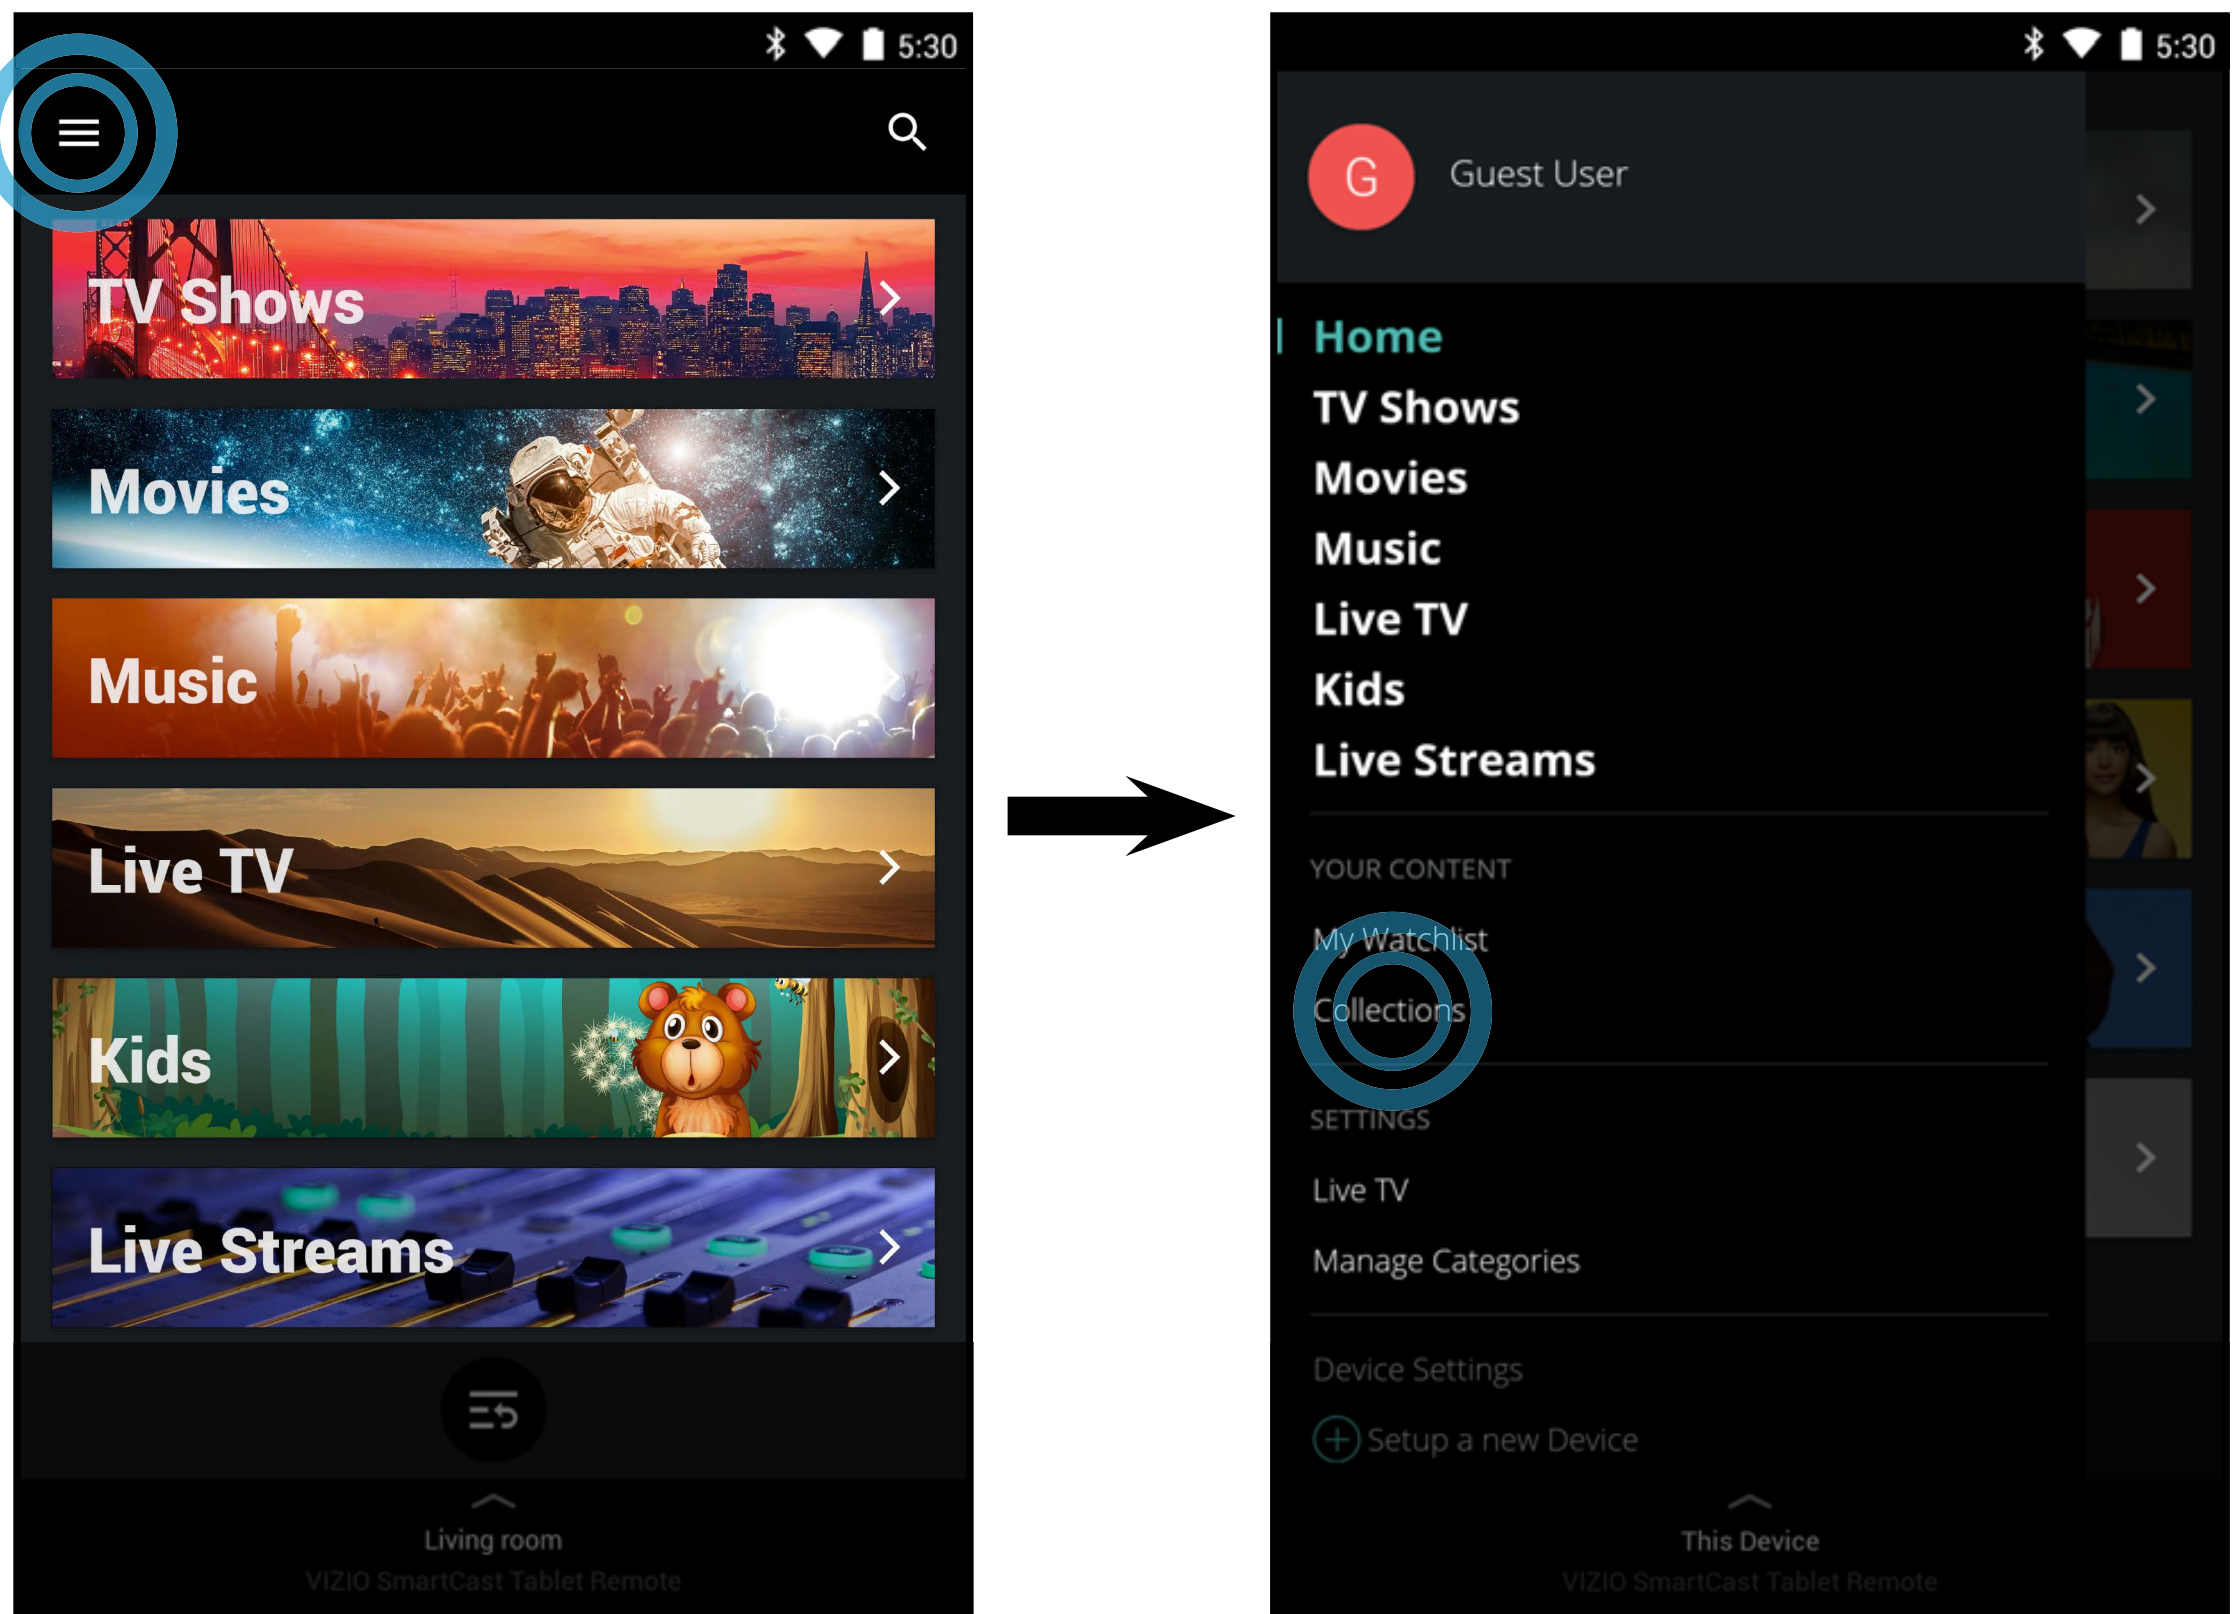 5:30
TV Shows
Movies
Music
Live TV
Kids
Live Streams
Living room
VIZIO SmartCast Tablet Remote
5:30
G
Guest User
Home
TV Shows
Movies
Music
Live TV
Kids
Live Streams
YOUR CONTENT
My Watchlist
Collections
SETTINGS
Live TV
Manage Categories
Device Settings
Setup a new Device
This Device
VIZIO SmartCast Tablet Remote